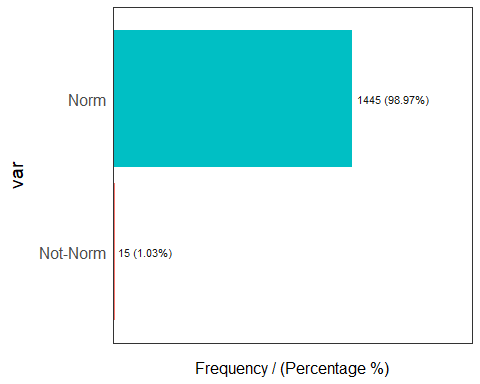 Norm
1445 (98.97%)
var
Not-Norm
15 (1.03%)
Frequency / (Percentage %)